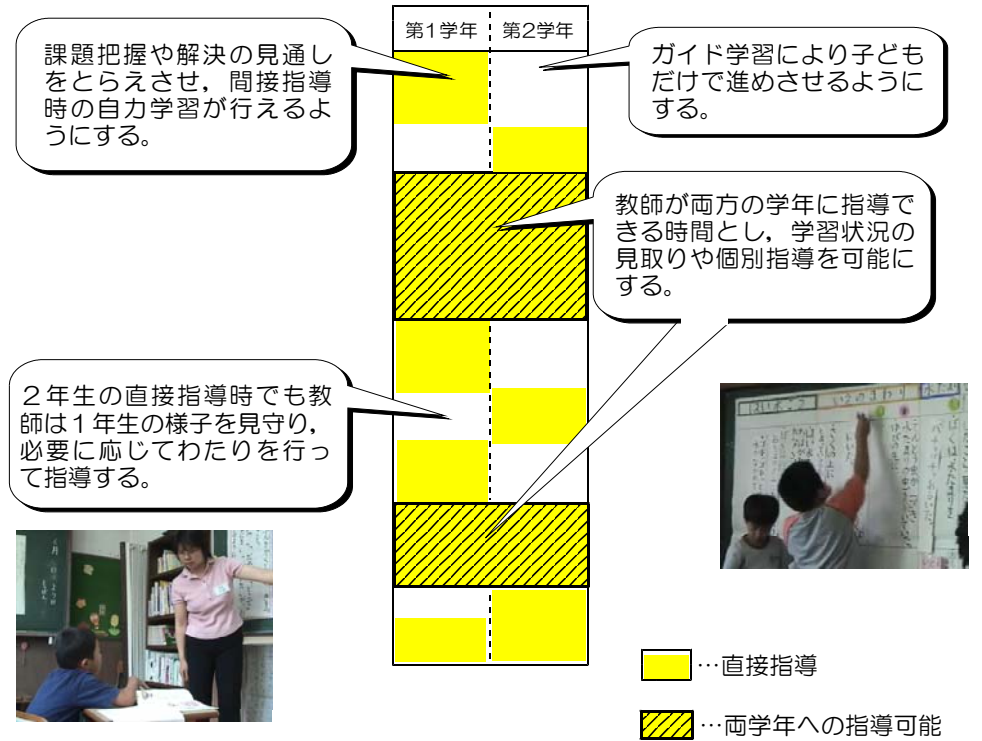 第1学年
第2学年
課題把握や解決の見通し
をとらえさせ，間接指導
時の自力学習が行えるよ
うにする。
ガイド学習により子ども
だけで進めさせるように
する。
教師が両方の学年に指導で
きる時間とし，学習状況の
見取りや個別指導を可能に
する。
２年生の直接指導時でも教
師は１年生の様子を見守り，
必要に応じてわたりを行っ
て指導する。
…直接指導
…両学年への指導可能